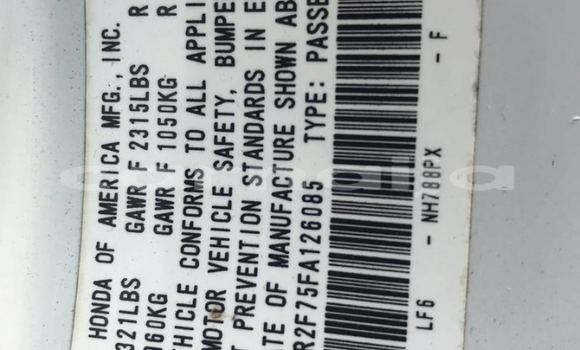 HONDA OF AMERICA MFG., INC.
321LBS GAWR F 2315LBS R
060KG GAWR F 1050KG R
HICLE CONFORMS TO ALL APPLI
MOTOR VEHICLE SAFETY, BUMPE
T PREVENTION STANDARDS IN E
ATE OF MANUFACTURE SHOWN AB
R2F75FA126085 TYPE: PASSE
LF6 - NH788PX - F